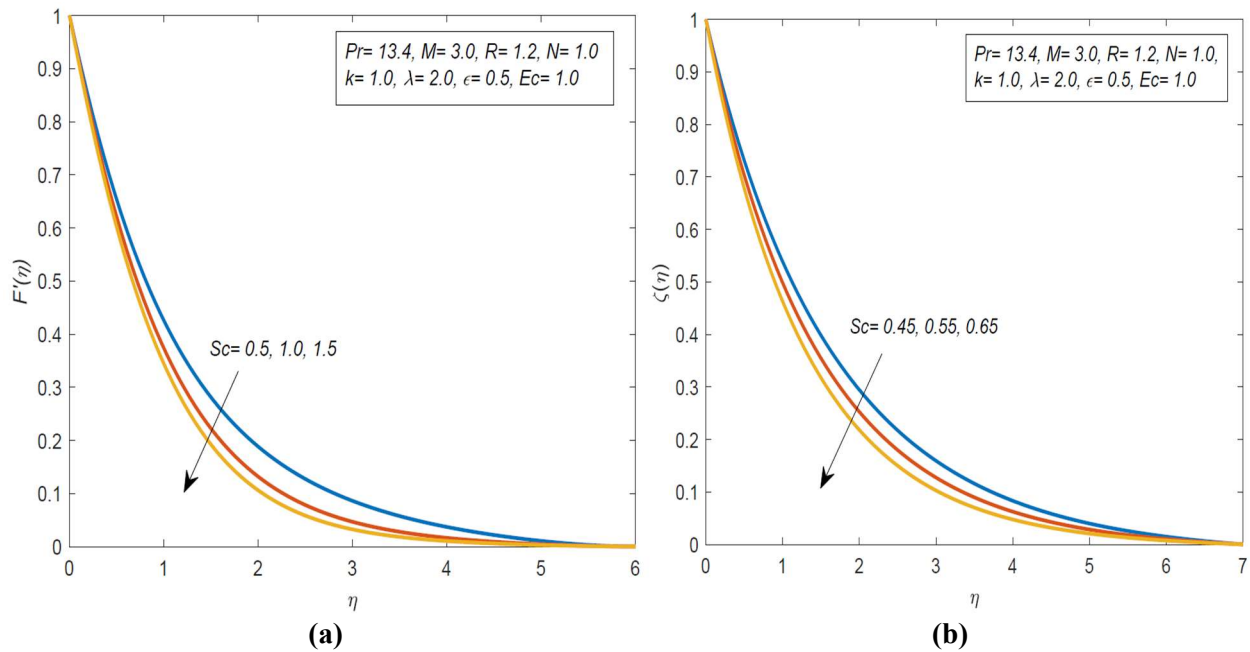 Pr= 13.4, M= 3.0, R= 1.2, N= 1.0
k= 1.0, λ= 2.0, ϵ= 0.5, Ec= 1.0
1
0.9
0.8
0.7
0.6
0.5
0.4
0.3
0.2
0.1
0
F'(η)
Sc= 0.5, 1.0, 1.5
0 1 2 3 4 5 6
η
(a)
Pr= 13.4, M= 3.0, R= 1.2, N= 1.0,
k= 1.0, λ= 2.0, ϵ= 0.5, Ec= 1.0
1
0.9
0.8
0.7
0.6
0.5
0.4
0.3
0.2
0.1
0
ζ(η)
Sc= 0.45, 0.55, 0.65
0 1 2 3 4 5 6 7
η
(b)